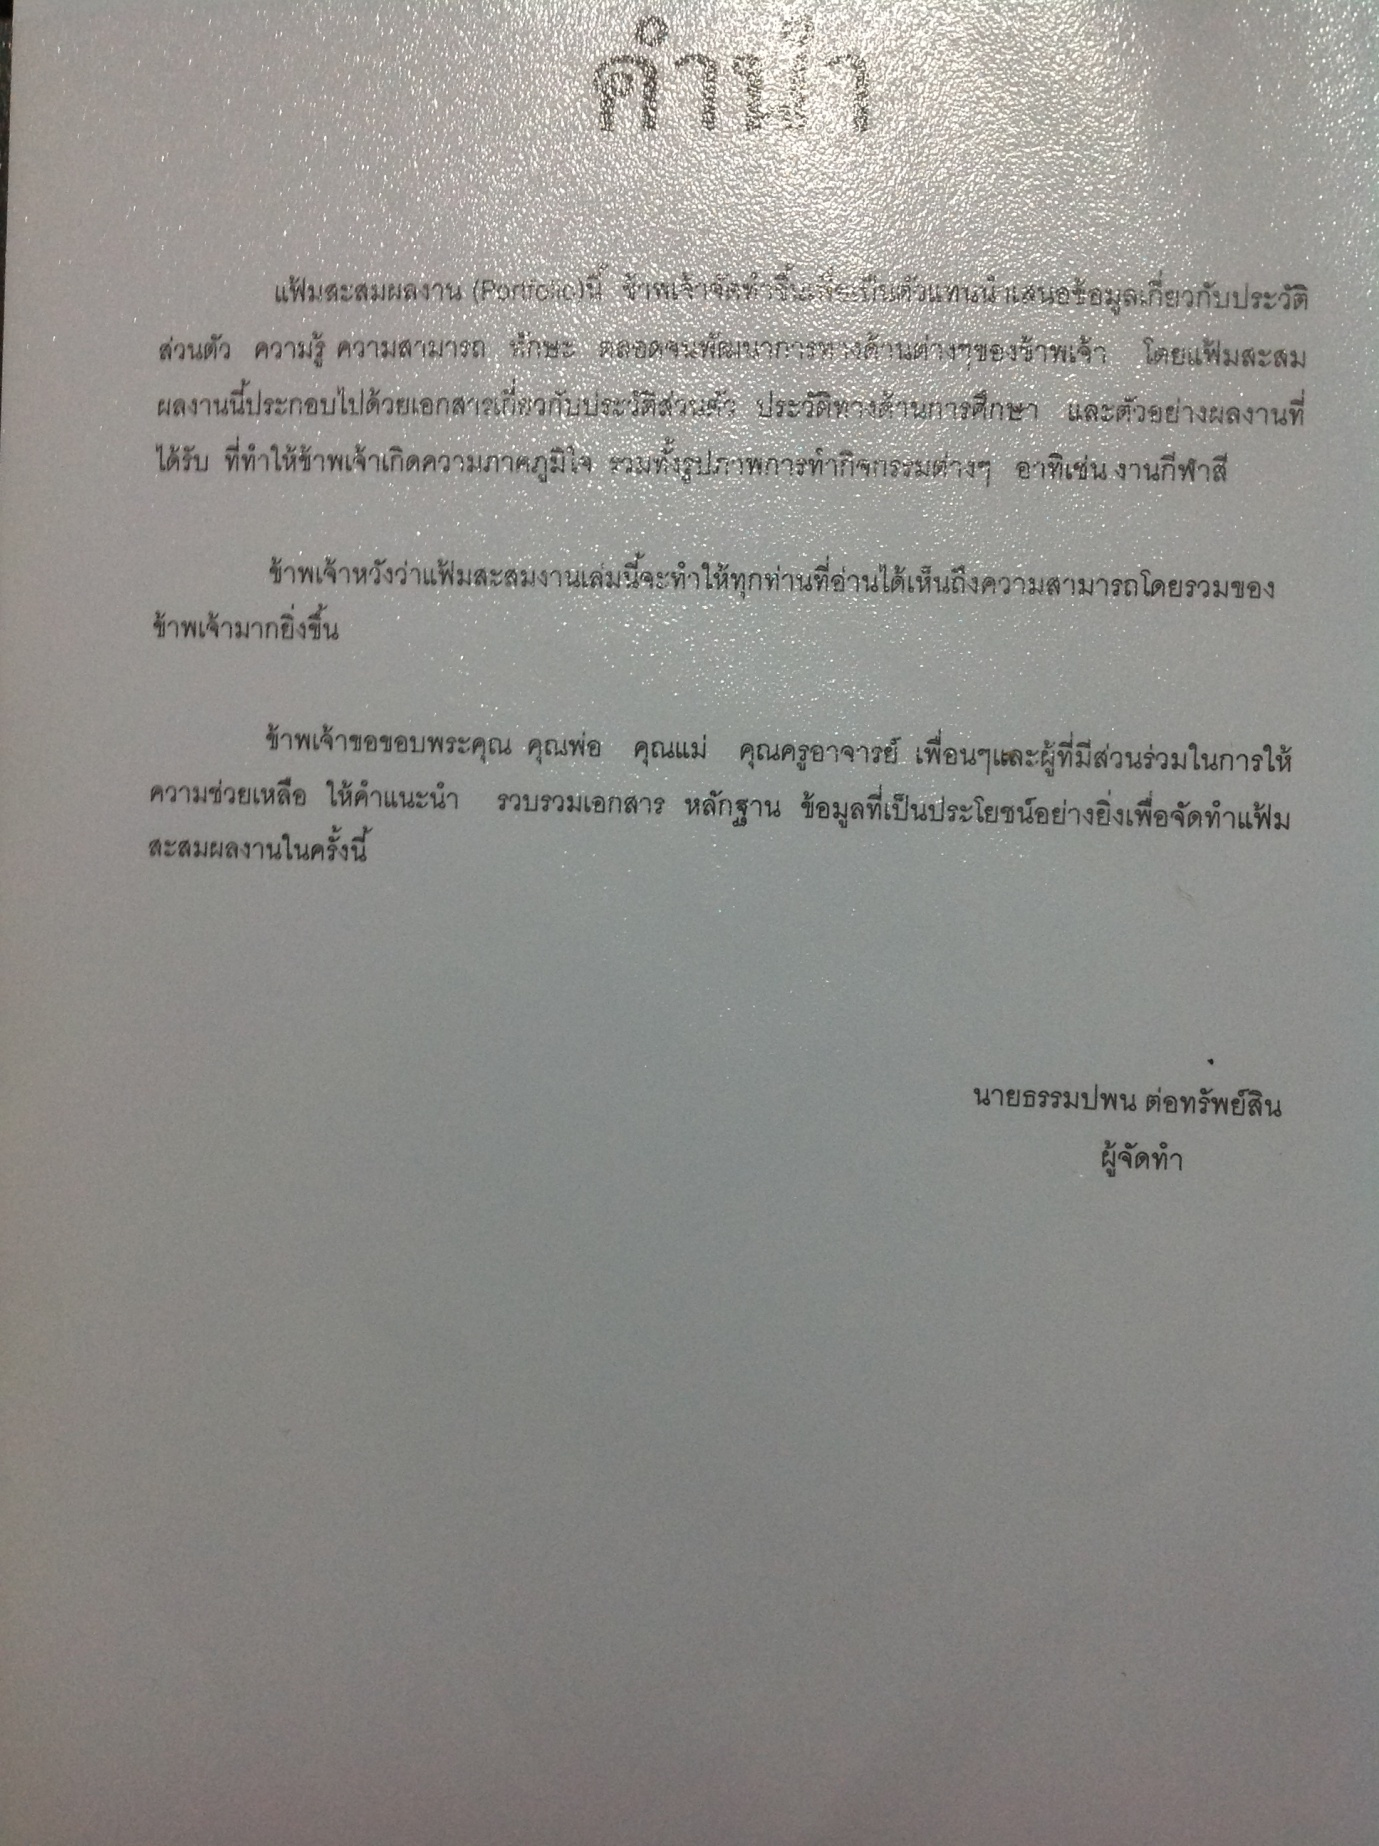 คำนำ
แฟ้มสะสมผลงาน (Portfolio)นี้ ข้าพเจ้าจัดทำขึ้นเพื่อเป็นตัวแทนนำเสนอข้อมูลเกี่ยวกับประวัติ
ส่วนตัว ความรู้ ความสามารถ ทักษะ ตลอดจนพัฒนาการทางด้านต่างๆของข้าพเจ้า โดยแฟ้มสะสม
ผลงานนี้ประกอบไปด้วยเอกสารเกี่ยวกับประวัติส่วนตัว ประวัติทางด้านการศึกษา และตัวอย่างผลงานที่
ได้รับ ที่ทำให้ข้าพเจ้าเกิดความภาคภูมิใจ รวมทั้งรูปภาพการทำกิจกรรมต่างๆ อาทิเช่น งานกีฬาสี
ข้าพเจ้าหวังว่าแฟ้มสะสมงานเล่มนี้จะทำให้ทุกท่านที่อ่านได้เห็นถึงความสามารถโดยรวมของ
ข้าพเจ้ามากยิ่งขึ้น
ข้าพเจ้าขอขอบพระคุณ คุณพ่อ คุณแม่ คุณครูอาจารย์ เพื่อนๆและผู้ที่มีส่วนร่วมในการให้
ความช่วยเหลือ ให้คำแนะนำ รวบรวมเอกสาร หลักฐาน ข้อมูลที่เป็นประโยชน์อย่างยิ่งเพื่อจัดทำแฟ้ม
สะสมผลงานในครั้งนี้
นายธรรมปพน ต่อทรัพย์สิน
ผู้จัดทำ